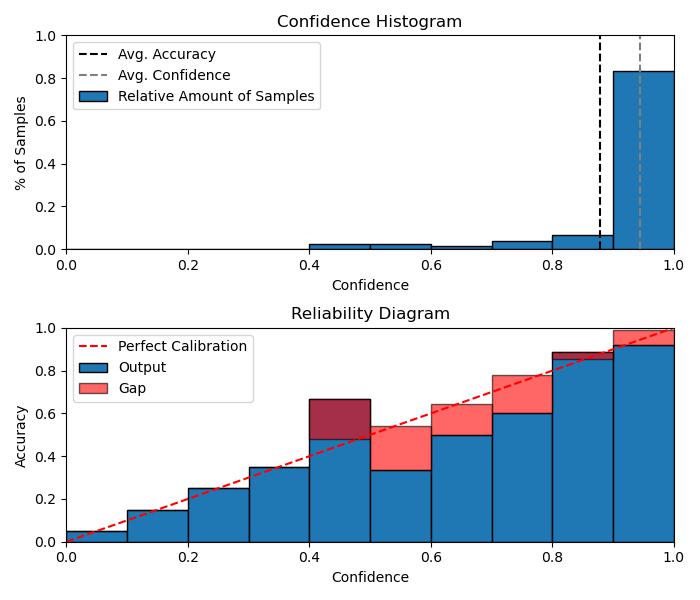 Confidence Histogram
1.0
0.8
0.6
0.4
0.2
0.0
% of Samples
Avg. Accuracy
Avg. Confidence
Relative Amount of Samples
0.0 0.2 0.4 0.6 0.8 1.0
Confidence
Reliability Diagram
1.0
0.8
0.6
0.4
0.2
0.0
Accuracy
Perfect Calibration
Output
Gap
0.0 0.2 0.4 0.6 0.8 1.0
Confidence